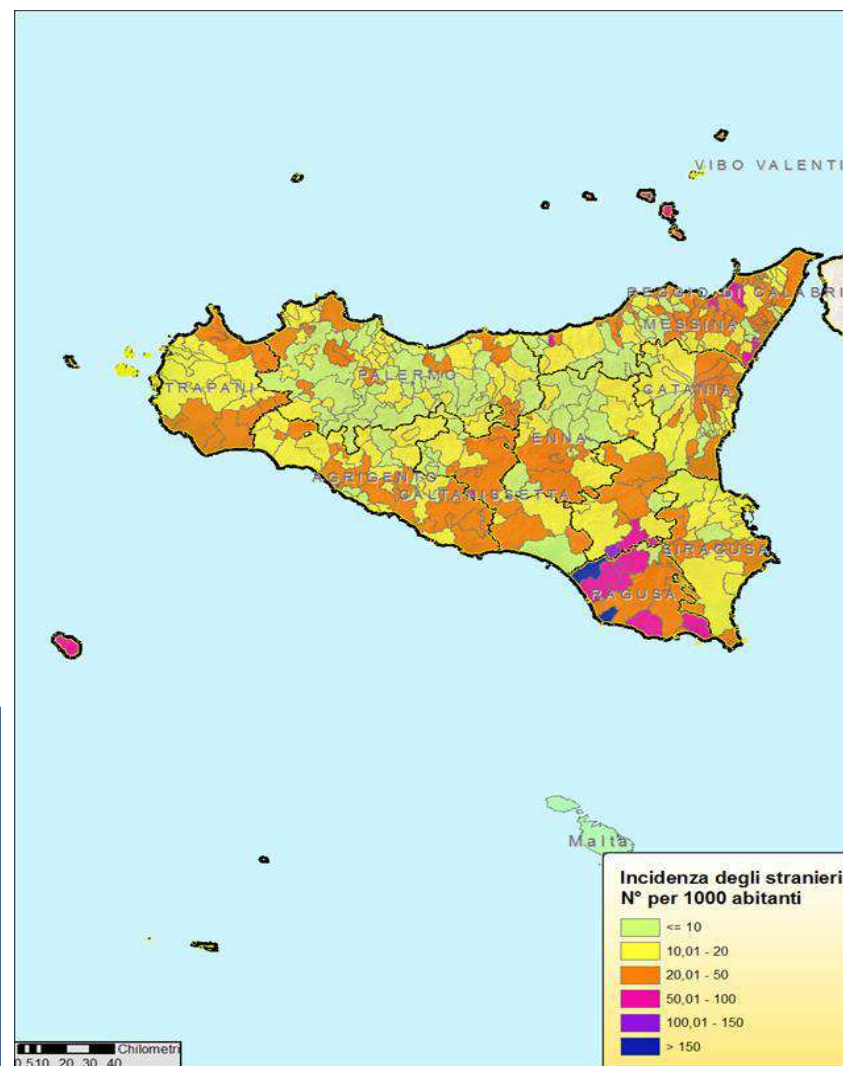 VIBO VALENTI
REGGIO DI CALABRI
MESSINA
PALERMO
TRAPANI
CATANIA
ENNA
AGRIGENTO
CALTANISSETTA
SIRAGUSA
RAGUSA
Malta
Incidenza degli stranieri
N° per 1000 abitanti
<= 10
10,01 - 20
20,01 - 50
50,01 - 100
100,01 - 150
> 150
Chilometri
0 5 10 20 30 40